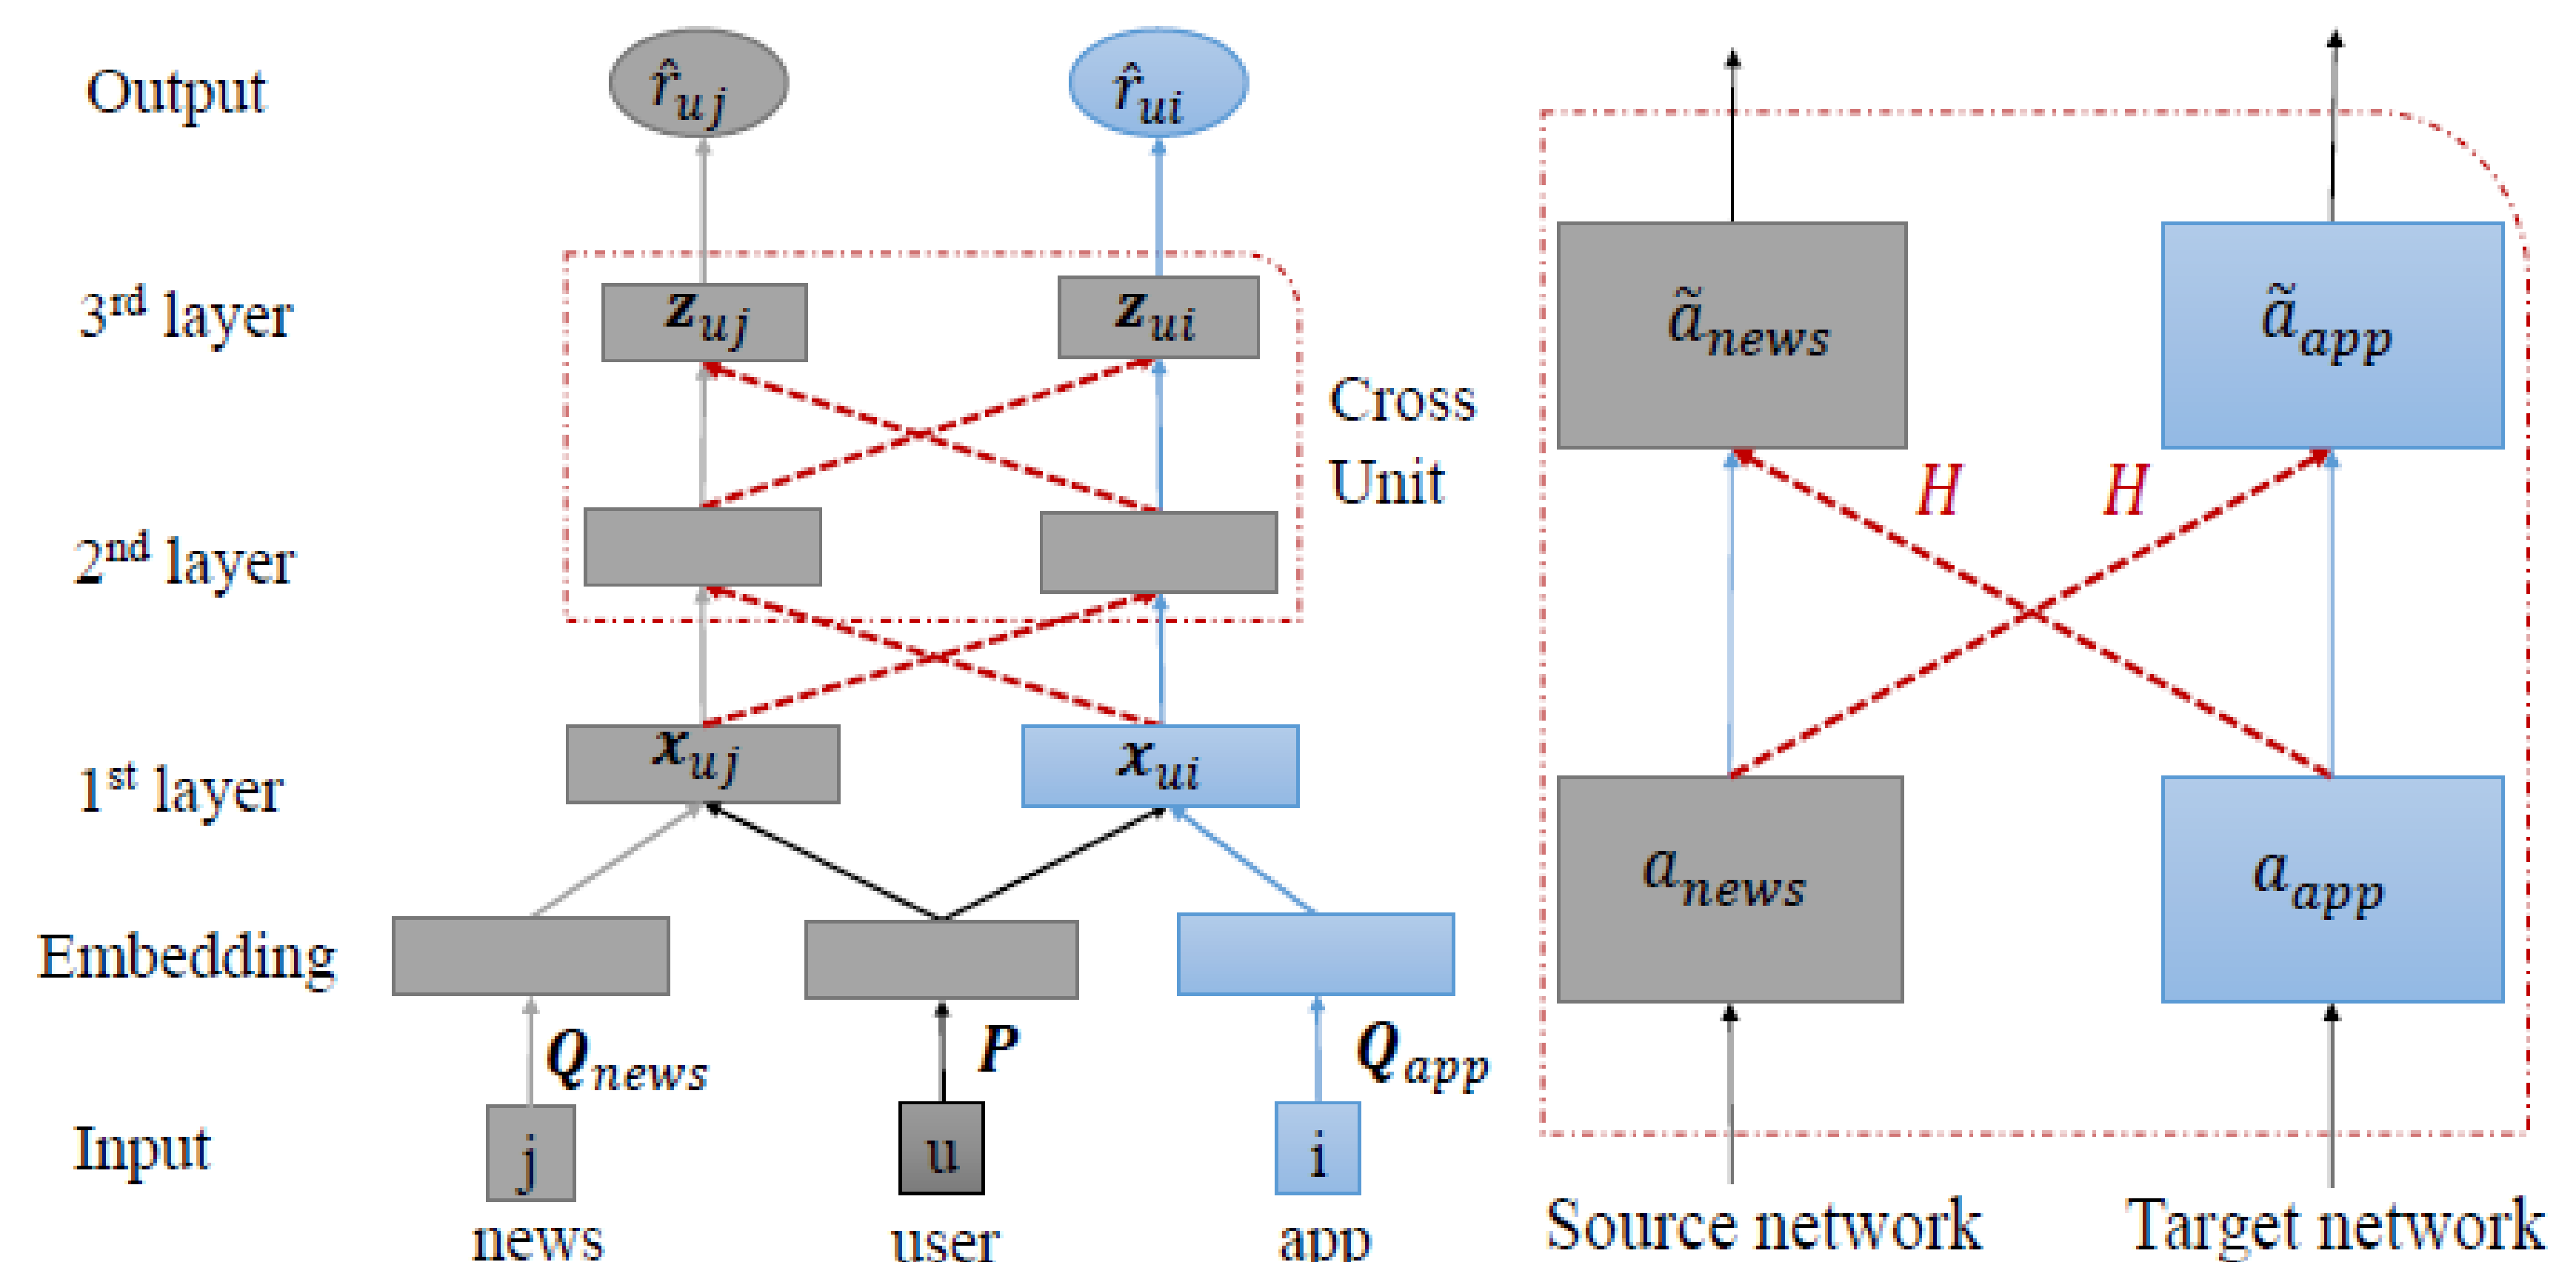 Output
r̂uj
r̂ui
3rd layer
zuj
zui
Cross
Unit
2nd layer
1st layer
xuj
xui
Embedding
Qnews
P
Qapp
Input
j
u
i
news
user
app
ãnews
ãapp
H
H
anews
aapp
Source network
Target network